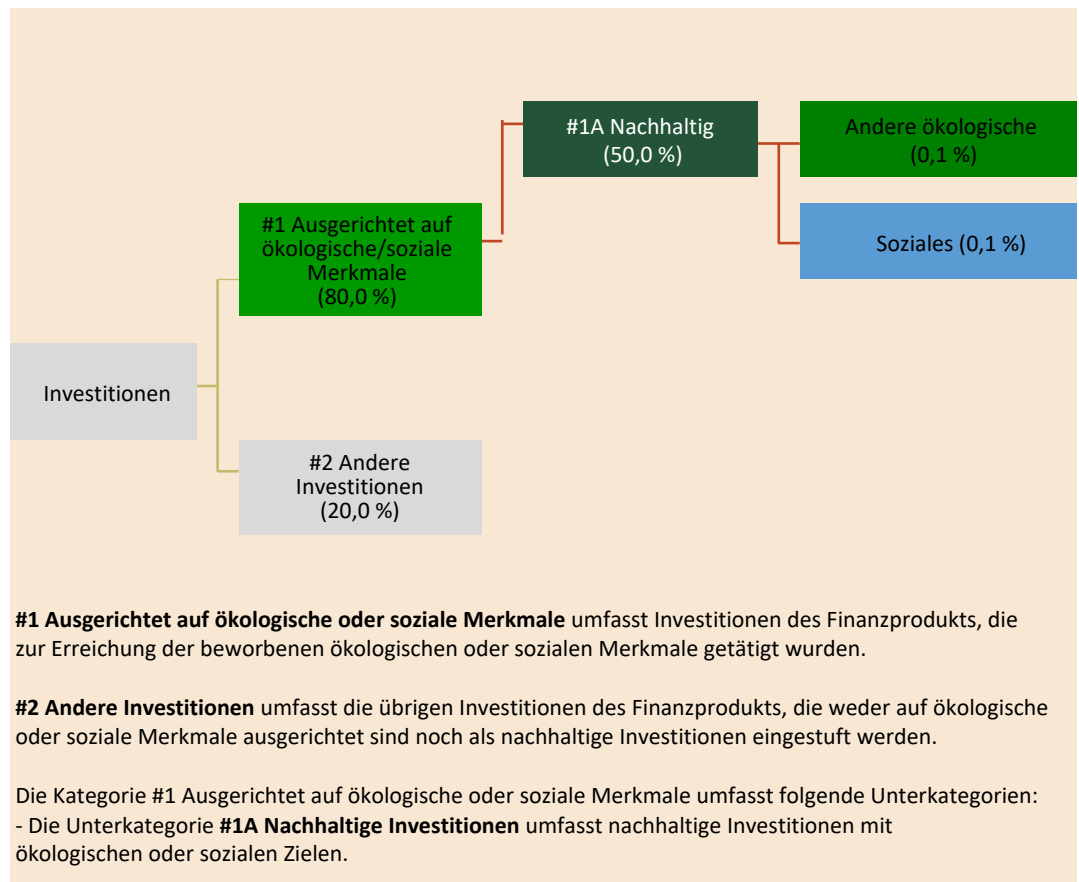 #1A Nachhaltig
(50,0 %)
Andere ökologische
(0,1 %)
#1 Ausgerichtet auf
ökologische/soziale
Merkmale
(80,0 %)
Soziales (0,1 %)
Investitionen
#2 Andere
Investitionen
(20,0 %)
#1 Ausgerichtet auf ökologische oder soziale Merkmale umfasst Investitionen des Finanzprodukts, die
zur Erreichung der beworbenen ökologischen oder sozialen Merkmale getätigt wurden.
#2 Andere Investitionen umfasst die übrigen Investitionen des Finanzprodukts, die weder auf ökologische
oder soziale Merkmale ausgerichtet sind noch als nachhaltige Investitionen eingestuft werden.
Die Kategorie #1 Ausgerichtet auf ökologische oder soziale Merkmale umfasst folgende Unterkategorien:
- Die Unterkategorie #1A Nachhaltige Investitionen umfasst nachhaltige Investitionen mit
ökologischen oder sozialen Zielen.